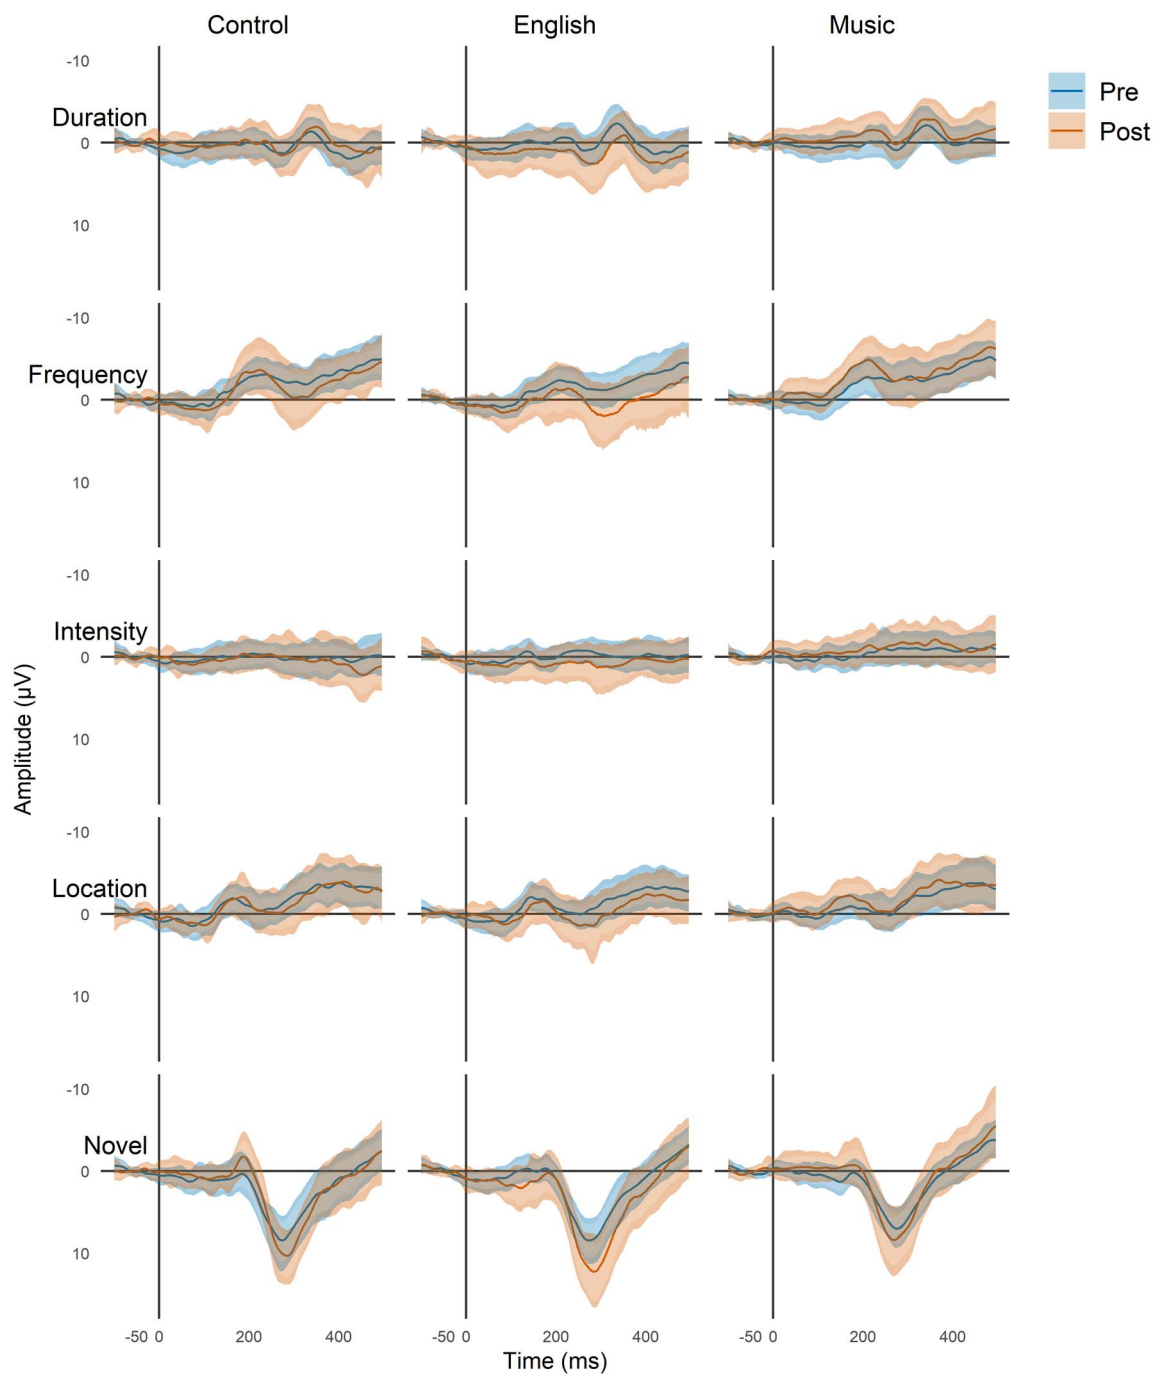 Control English Music
-10
Duration
0
10
Pre
Post
-10
Frequency
0
10
-10
Intensity
0
10
-10
Location
0
10
-10
Novel
0
10
Amplitude (µV)
-50 0 200 400 -50 0 200 400 -50 0 200 400
Time (ms)